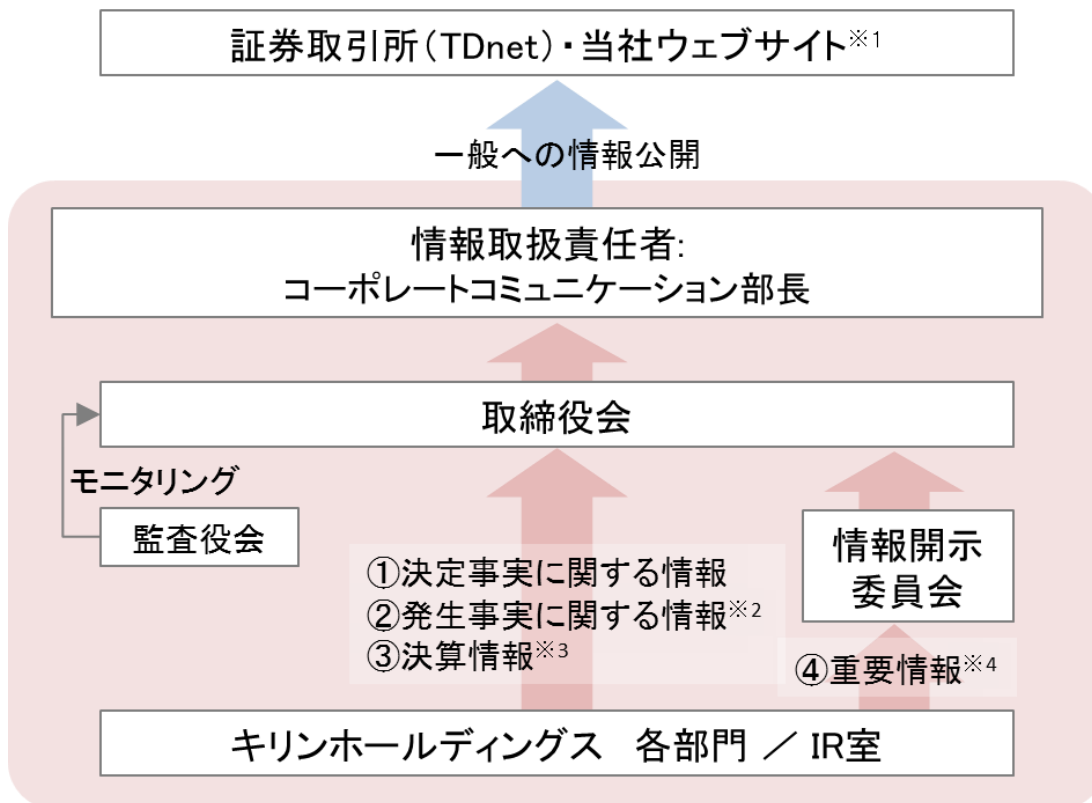 証券取引所（TDnet）・当社ウェブサイト※1
一般への情報公開
情報取扱責任者:
コーポレートコミュニケーション部長
取締役会
モニタリング
監査役会
情報開示
委員会
①決定事実に関する情報
②発生事実に関する情報※2
③決算情報※3
④重要情報※4
キリンホールディングス　各部門 ／ IR室